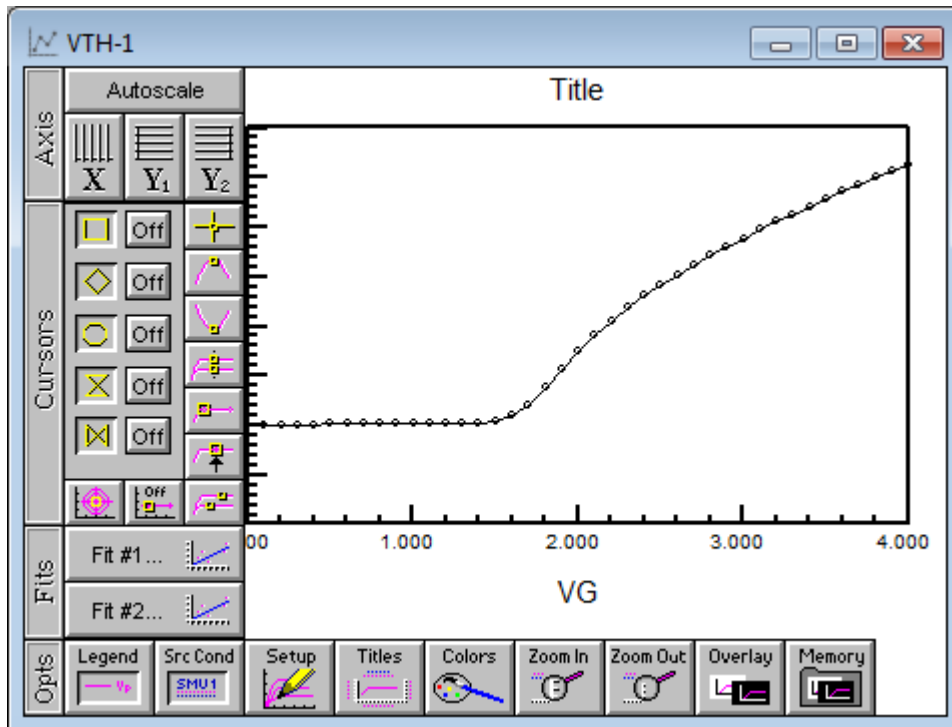 VTH-1
Axis
Autoscale
X
Y₁
Y₂
Title
Cursors
Off
Off
Off
Off
Off
Off
00
1.000
2.000
3.000
4.000
VG
Fits
Fit #1...
Fit #2...
Opts
Legend
Vp
Src Cond
SMU1
Setup
Titles
Colors
Zoom In
Zoom Out
Overlay
Memory